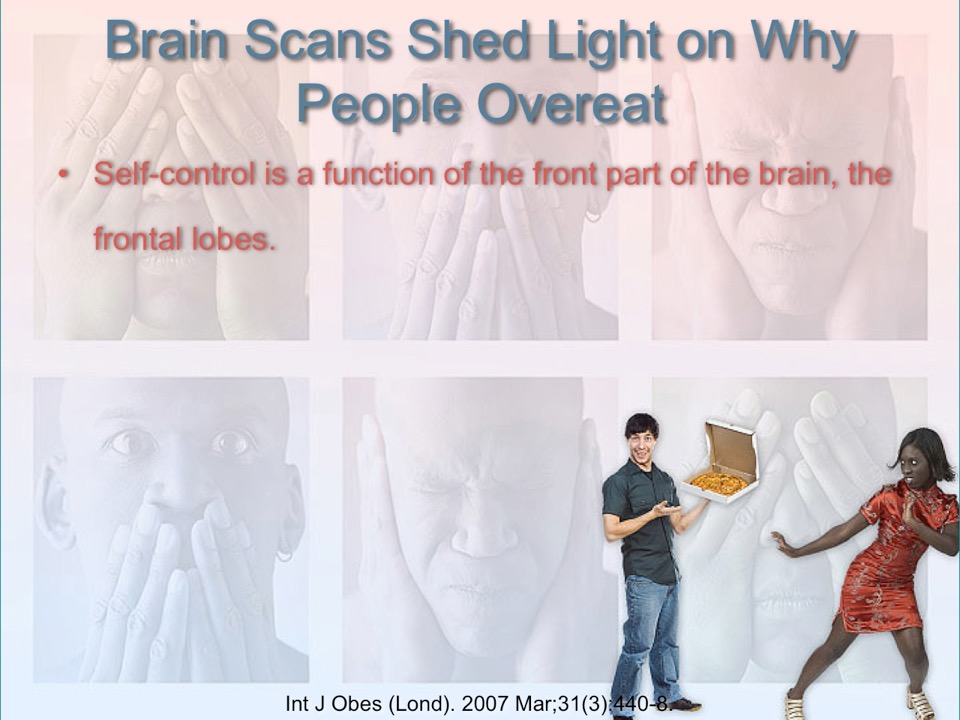 Brain Scans Shed Light on Why
People Overeat
• Self-control is a function of the front part of the brain, the
frontal lobes.
Int J Obes (Lond). 2007 Mar;31(3):440-8.